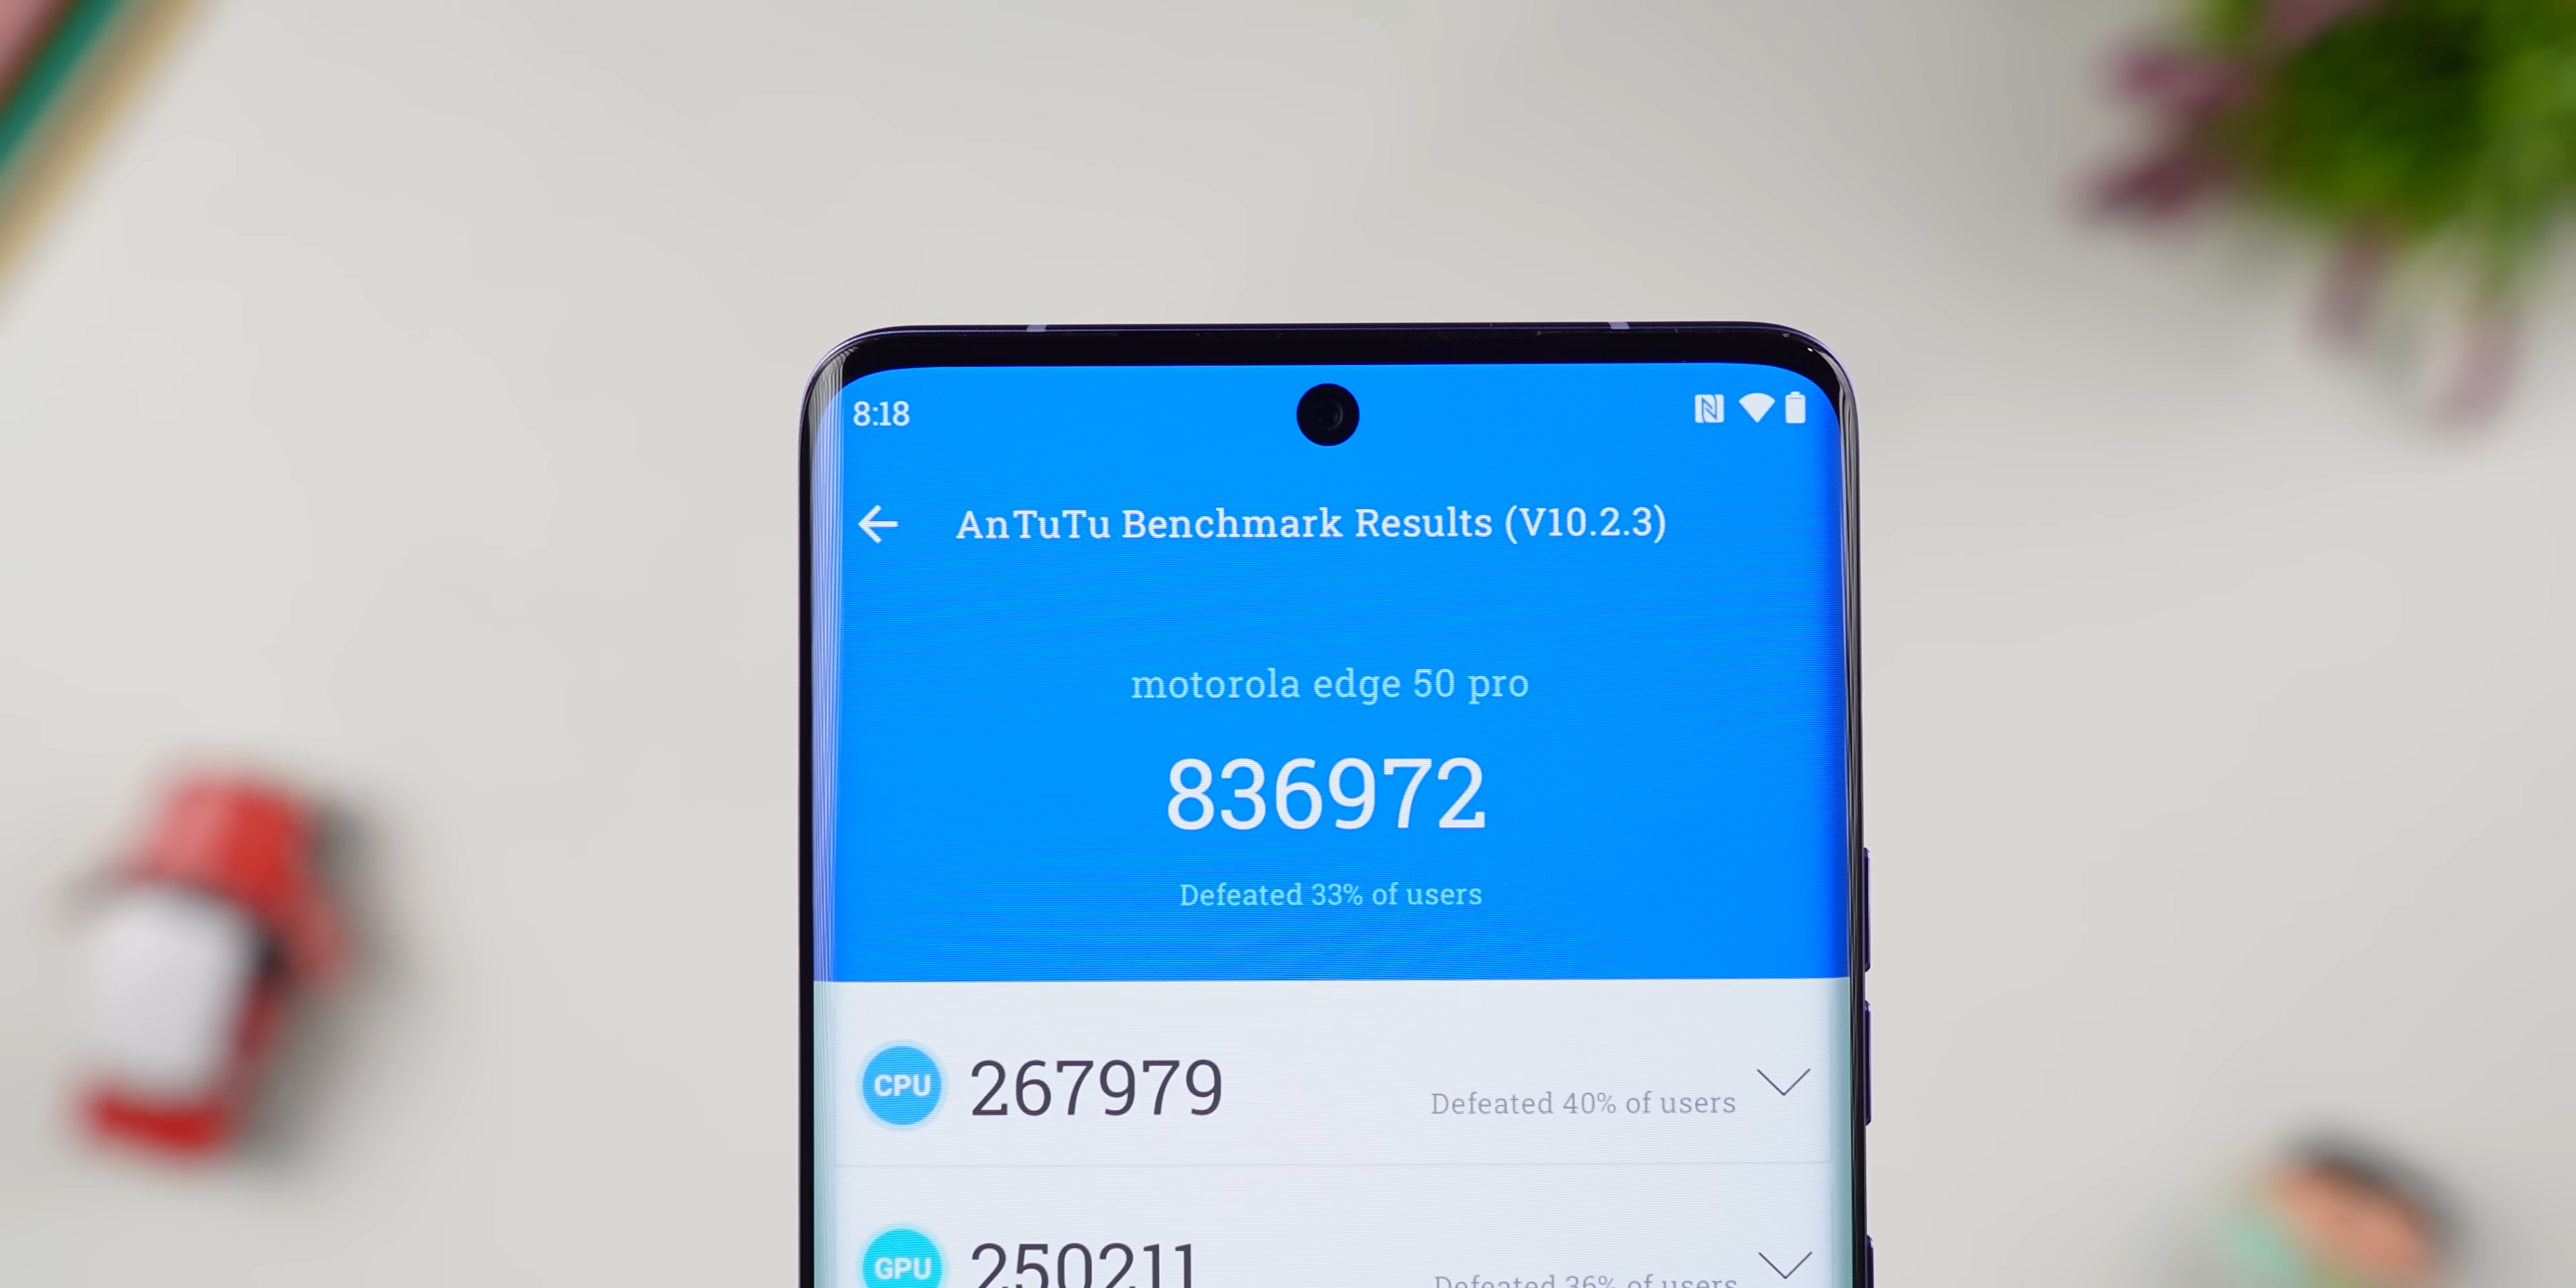 8:18
AnTuTu Benchmark Results (V10.2.3)
motorola edge 50 pro
836972
Defeated 33% of users
CPU 267979 Defeated 40% of users
GPU 250211 Defeated 36% of users